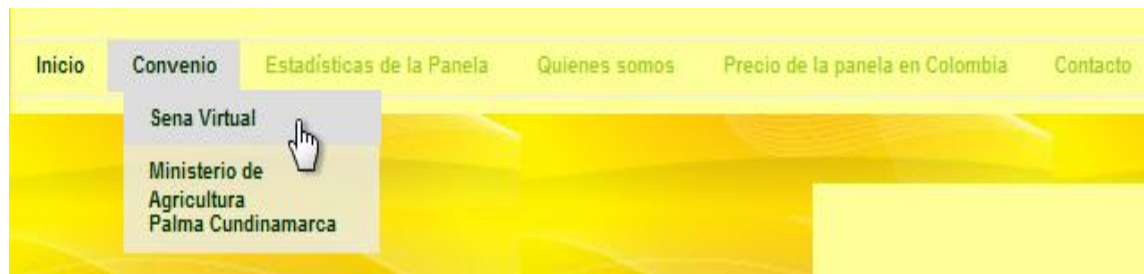 Inicio Convenio Estadísticas de la Panela Quienes somos Precio de la panela en Colombia Contacto
Sena Virtual
Ministerio de
Agricultura
Palma Cundinamarca